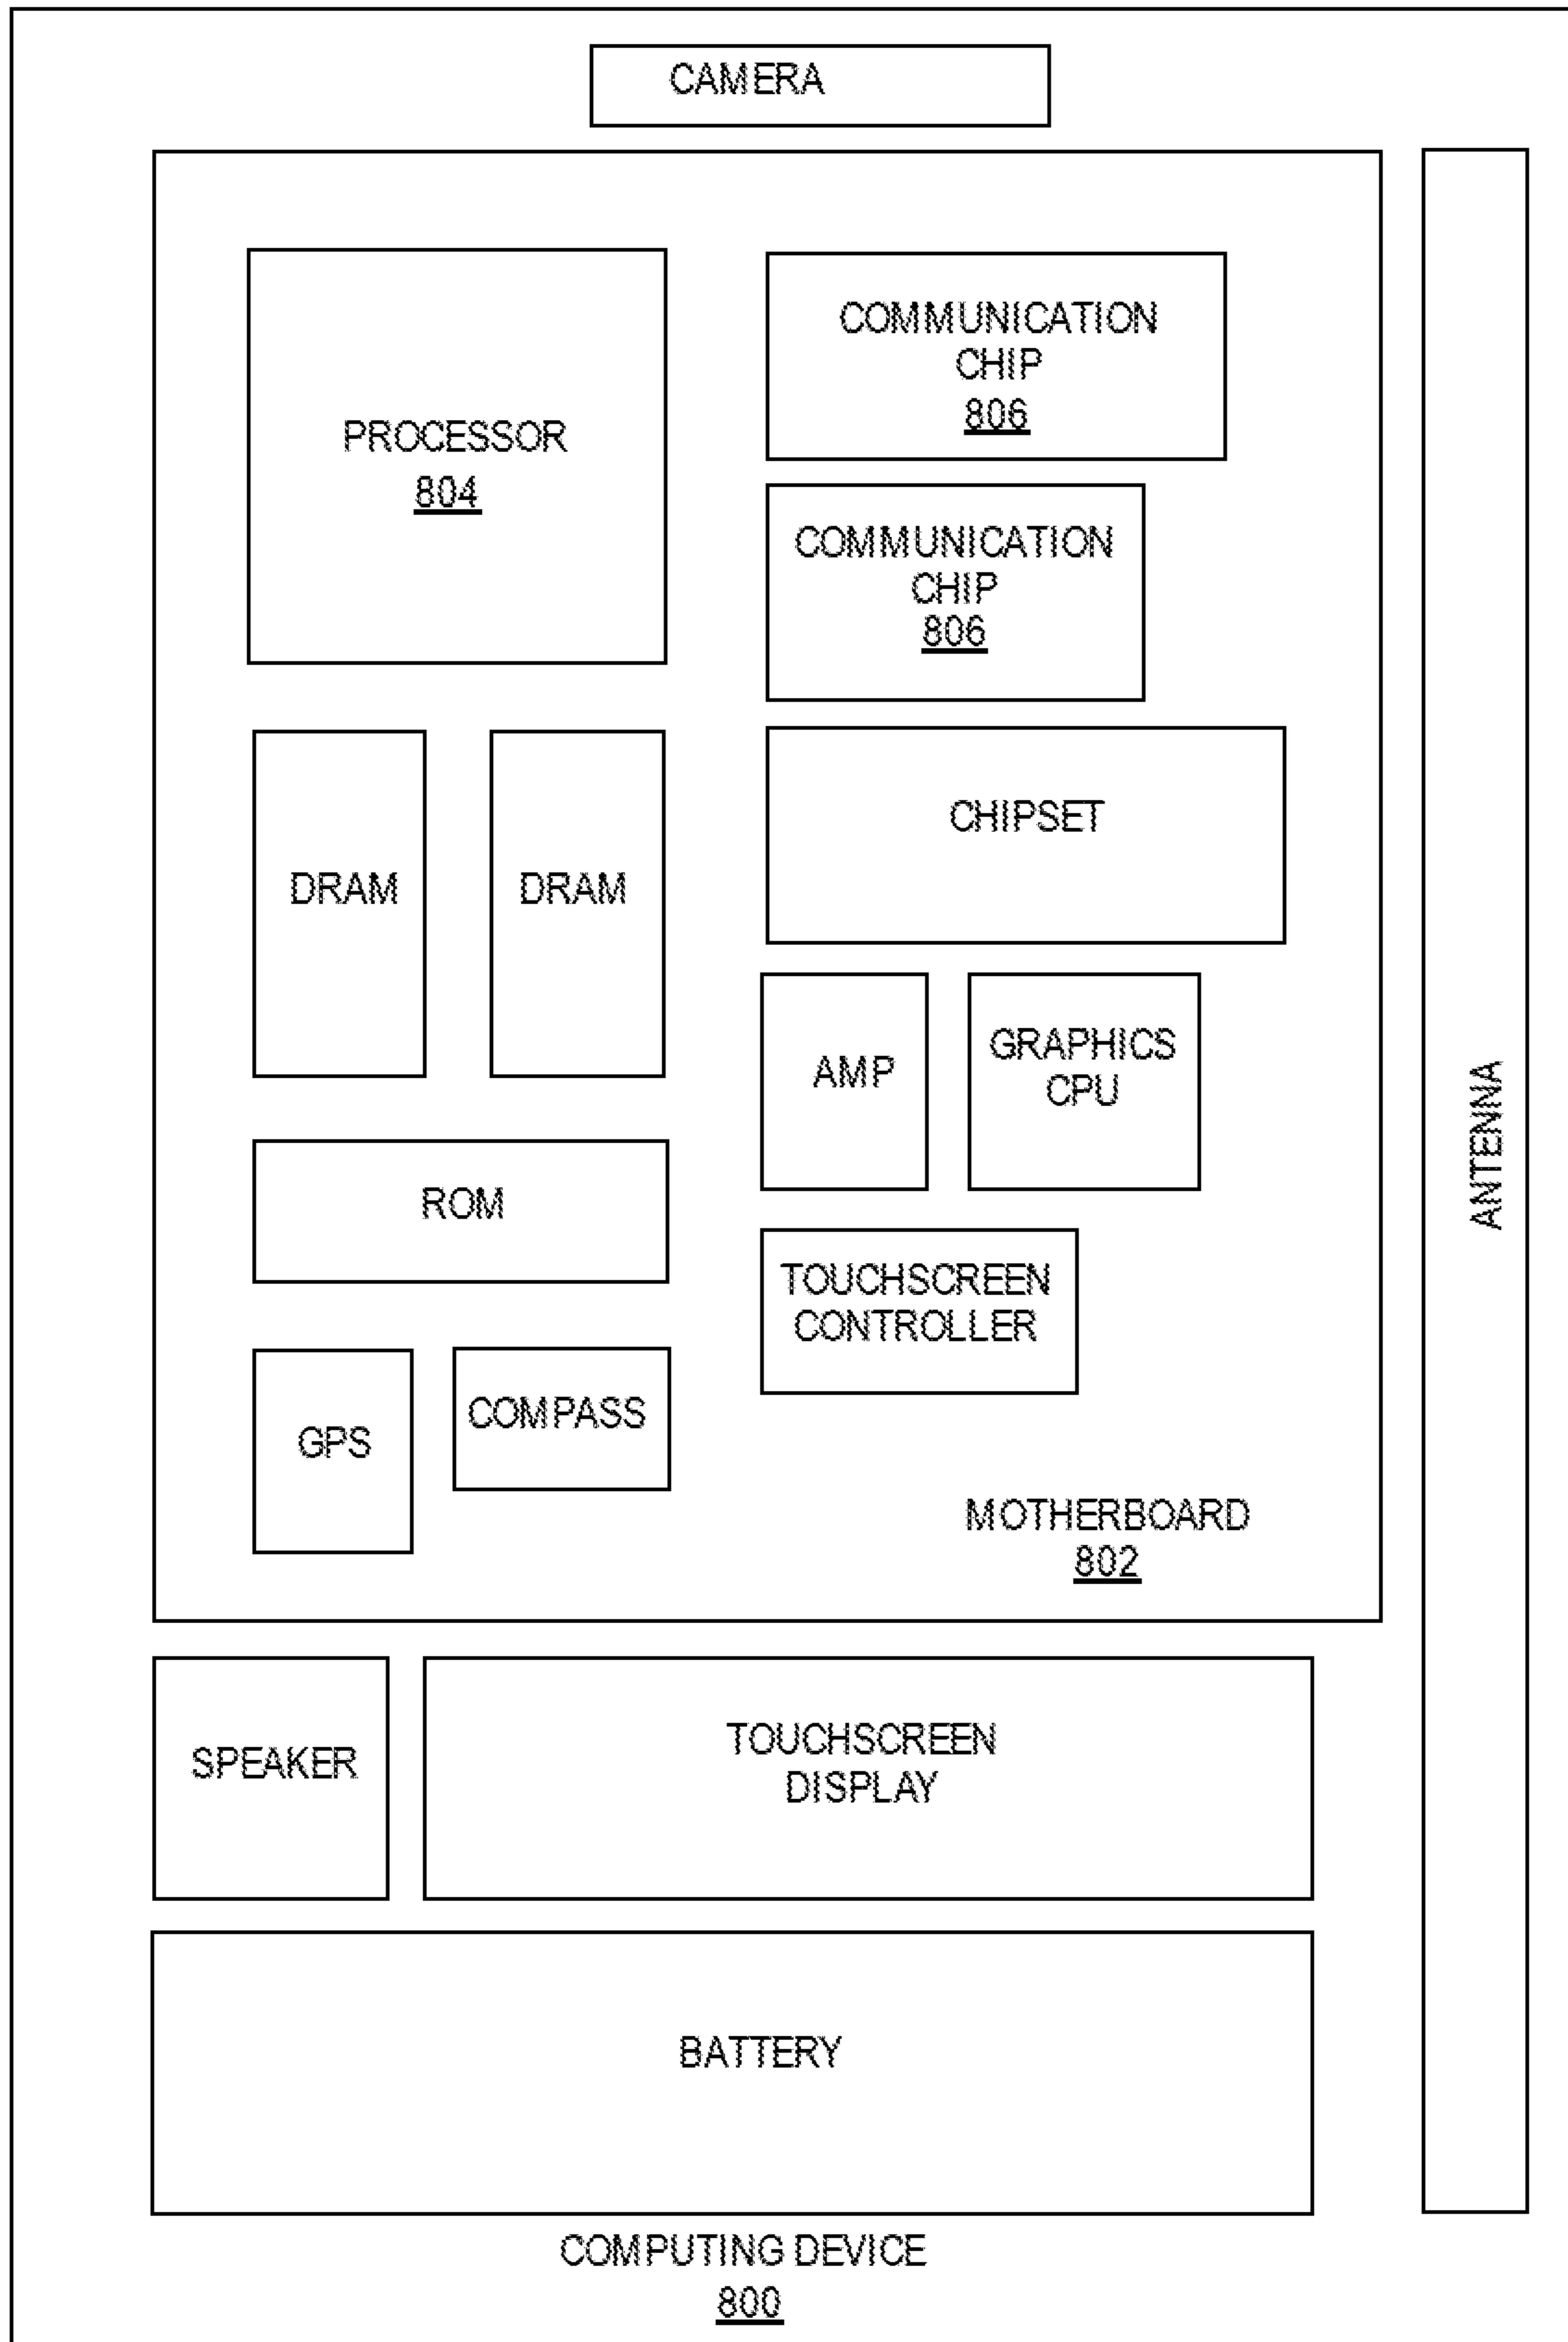 CAMERA
PROCESSOR
804
COMMUNICATION
CHIP
806
COMMUNICATION
CHIP
806
DRAM
DRAM
CHIPSET
AMP
GRAPHICS
CPU
ROM
TOUCHSCREEN
CONTROLLER
GPS
COMPASS
MOTHERBOARD
802
ANTENNA
SPEAKER
TOUCHSCREEN
DISPLAY
BATTERY
COMPUTING DEVICE
800